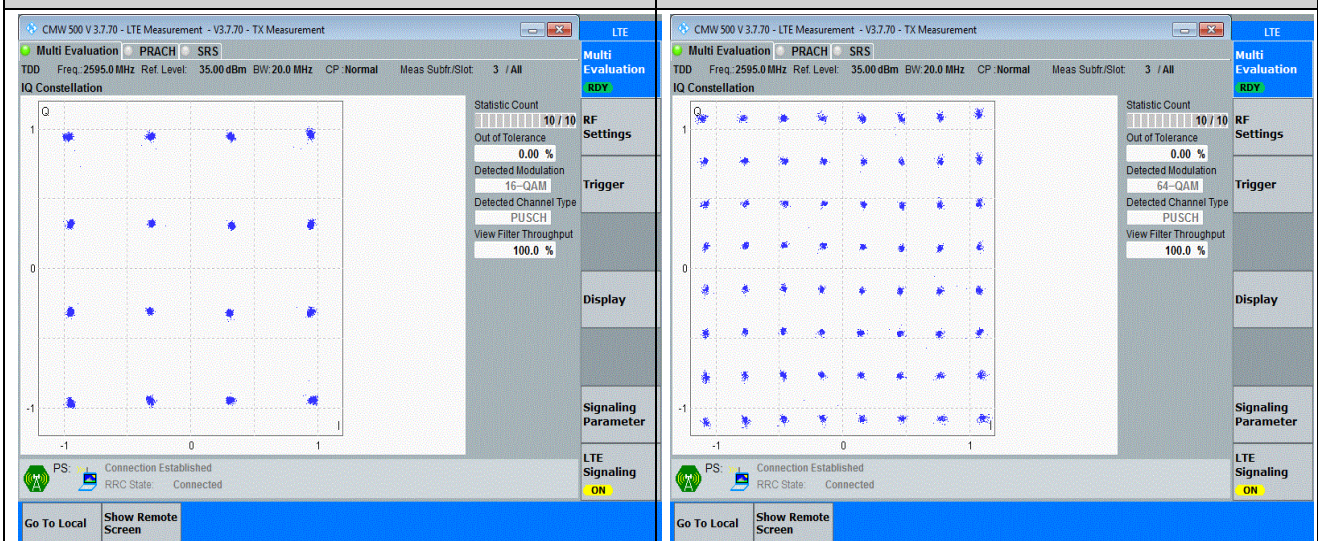 CMW 500 V 3.7.70 - LTE Measurement - V3.7.70 - TX Measurement
LTE
Multi Evaluation PRACH SRS
Multi
Evaluation
RDY
TDD Freq.: 2595.0 MHz Ref. Level: 35.00 dBm BW: 20.0 MHz CP : Normal Meas Subfr./Slot: 3 / All
IQ Constellation
Q
1
0
-1
-1 0 1
I
Statistic Count
10 / 10
Out of Tolerance
0.00 %
Detected Modulation
16-QAM
Detected Channel Type
PUSCH
View Filter Throughput
100.0 %
RF
Settings
Trigger
Display
Signaling
Parameter
LTE
Signaling
ON
PS: Connection Established
RRC State: Connected
Go To Local
Show Remote
Screen
CMW 500 V 3.7.70 - LTE Measurement - V3.7.70 - TX Measurement
LTE
Multi Evaluation PRACH SRS
Multi
Evaluation
RDY
TDD Freq.: 2595.0 MHz Ref. Level: 35.00 dBm BW: 20.0 MHz CP : Normal Meas Subfr./Slot: 3 / All
IQ Constellation
Q
1
0
-1
-1 0 1
I
Statistic Count
10 / 10
Out of Tolerance
0.00 %
Detected Modulation
64-QAM
Detected Channel Type
PUSCH
View Filter Throughput
100.0 %
RF
Settings
Trigger
Display
Signaling
Parameter
LTE
Signaling
ON
PS: Connection Established
RRC State: Connected
Go To Local
Show Remote
Screen